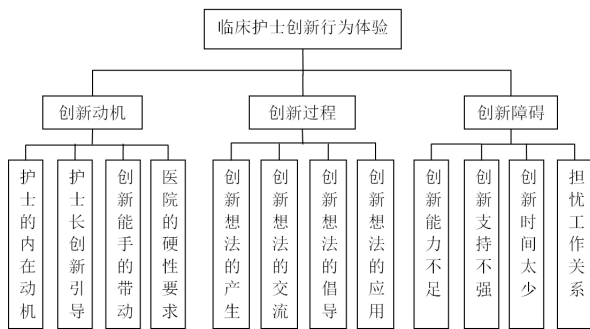 临床护士创新行为体验
创新动机
创新过程
创新障碍
护士的内在动机
护士长创新引导
创新能手的带动
医院的硬性要求
创新想法的产生
创新想法的交流
创新想法的倡导
创新想法的应用
创新能力不足
创新支持不强
创新时间太少
担忧工作关系